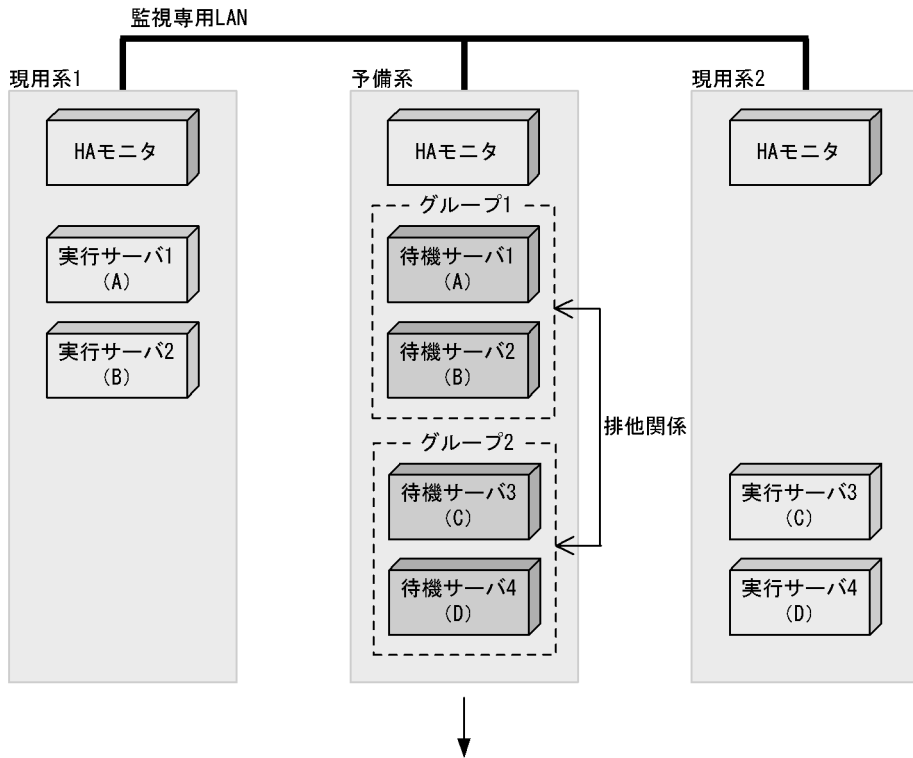 監視専用LAN
現用系1
予備系
現用系2
HAモニタ
HAモニタ
HAモニタ
グループ1
実行サーバ1
(A)
待機サーバ1
(A)
実行サーバ2
(B)
待機サーバ2
(B)
排他関係
グループ2
待機サーバ3
(C)
実行サーバ3
(C)
待機サーバ4
(D)
実行サーバ4
(D)